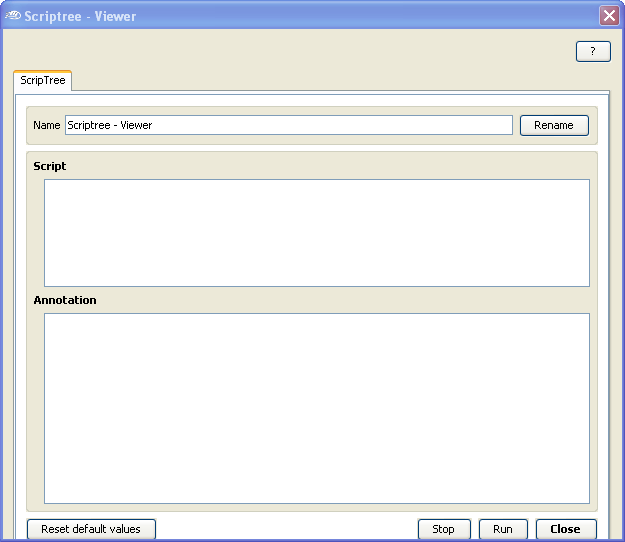 Scriptree - Viewer
?
ScripTree
Name Scriptree - Viewer Rename
Script
Annotation
Reset default values Stop Run Close